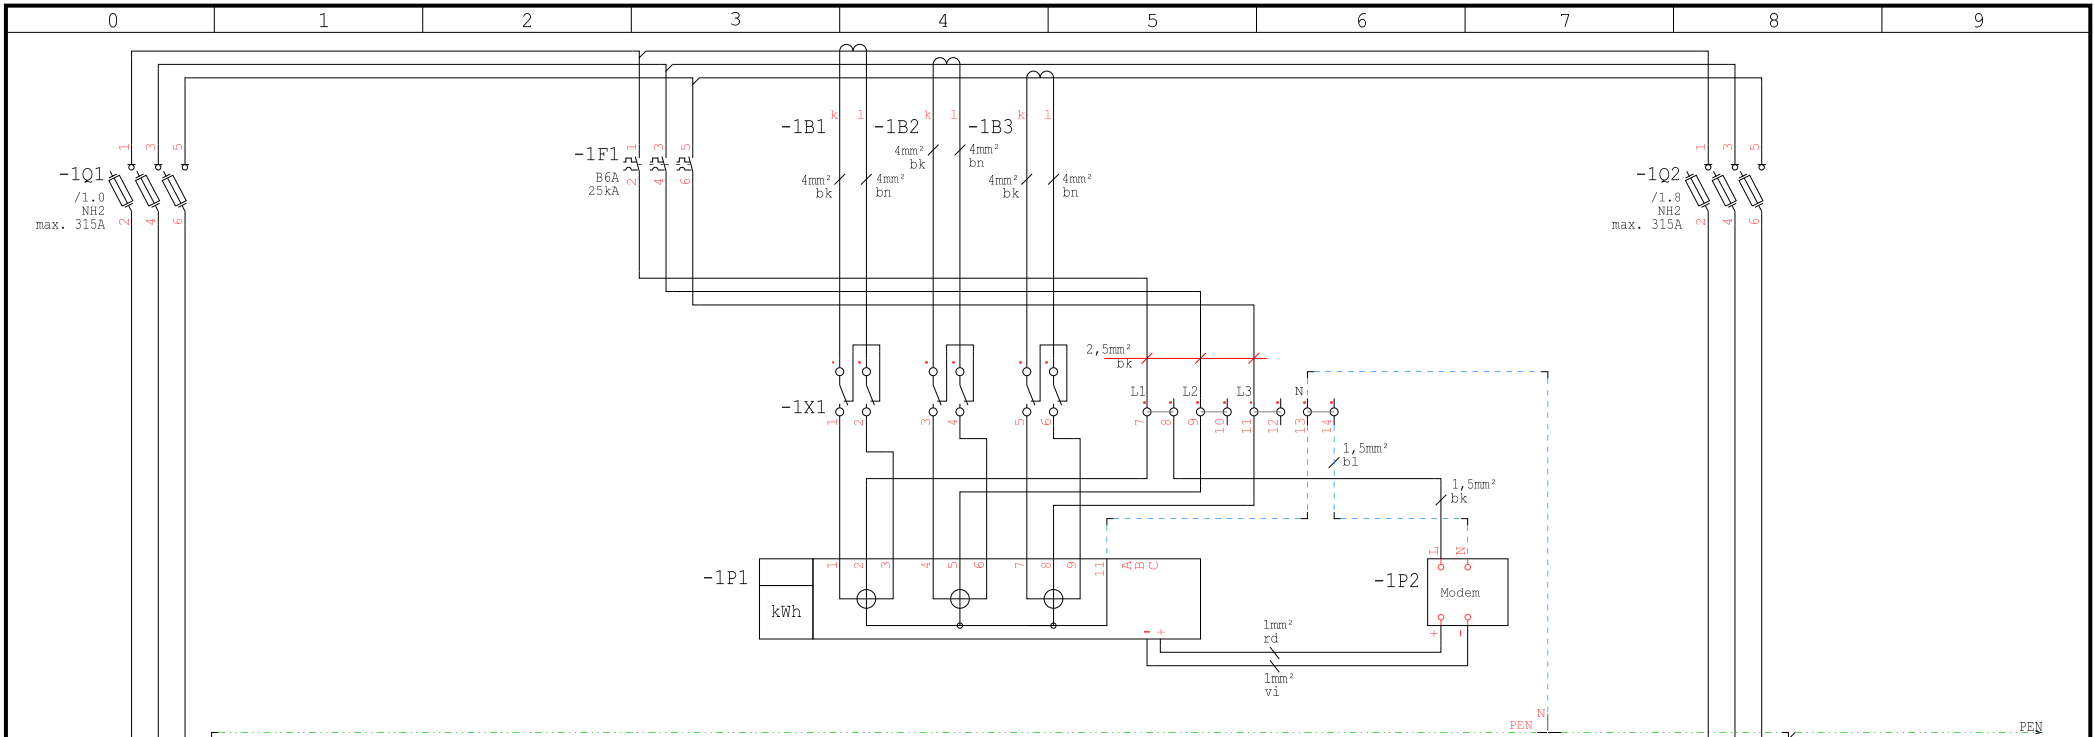 0 1 2 3 4 5 6 7 8 9
k l k l k l
-1B1 -1B2 -1B3
1 3 5
-1Q1
/1.0
NH2
max. 315A
2 4 6
1 3 5
-1F1
B6A
25kA
2 4 6
4mm²
bk
4mm²
bn
4mm²
bk
4mm²
bn
4mm²
bk
4mm²
bn
1 3 5
-1Q2
/1.8
NH2
max. 315A
2 4 6
2,5mm²
bk
L1 L2 L3 N
-1X1
1 2 3 4 5 6 7 8 9 10 11 12 13 14
1,5mm²
bl
1,5mm²
bk
-1P1
kWh
1 2 3 4 5 6 7 8 9 11 A B C
- +
L N
-1P2
Modem
+ -
1mm²
rd
1mm²
vi
N
PEN
PEN